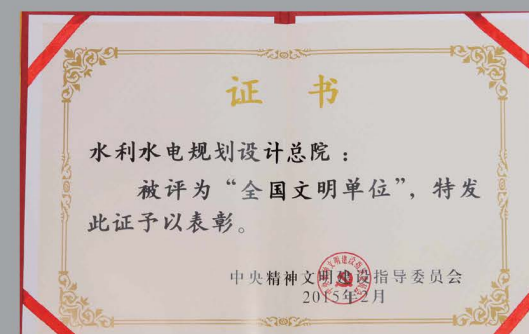 证 书
水利水电规划设计总院：
被评为“全国文明单位”，特发
此证予以表彰。
中央精神文明建设指导委员会
2015年2月